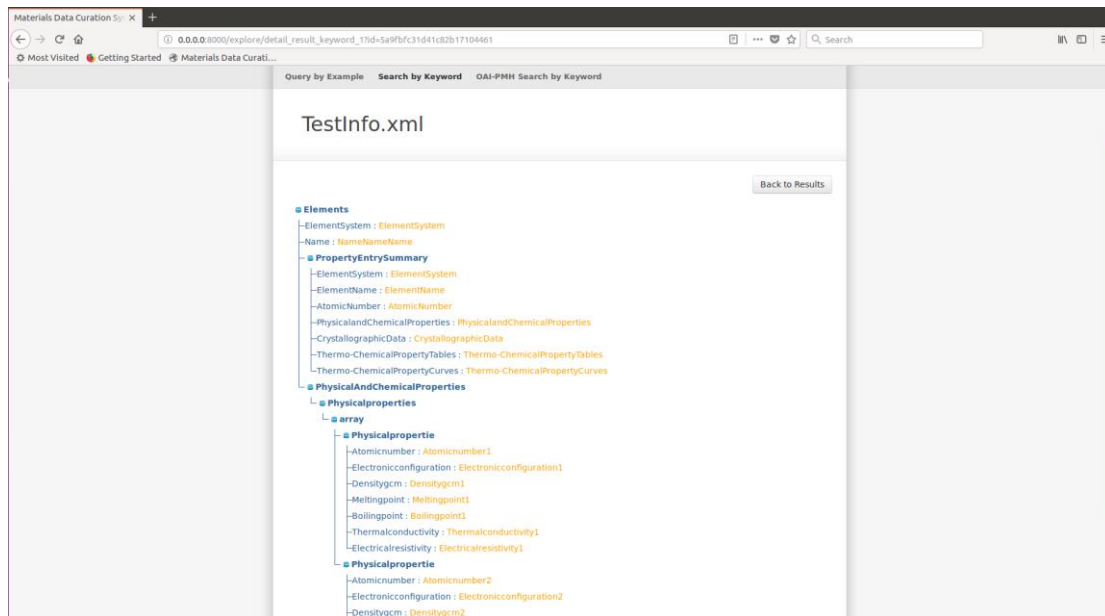 Materials Data Curation Sy
0.0.0.0:8000/explore/detail_result_keyword_1?id=5a9fbfc31d41c82b17104461
Search
Most Visited Getting Started Materials Data Curati...
Query by Example Search by Keyword OAI-PMH Search by Keyword
TestInfo.xml
Back to Results
Elements
ElementSystem : ElementSystem
Name : NameNameName
PropertyEntrySummary
ElementSystem : ElementSystem
ElementName : ElementName
AtomicNumber : AtomicNumber
PhysicalandChemicalProperties : PhysicalandChemicalProperties
CrystallographicData : CrystallographicData
Thermo-ChemicalPropertyTables : Thermo-ChemicalPropertyTables
Thermo-ChemicalPropertyCurves : Thermo-ChemicalPropertyCurves
PhysicalAndChemicalProperties
Physicalproperties
array
Physicalpropertie
Atomicnumber : Atomicnumber1
Electronicconfiguration : Electronicconfiguration1
Densitygcm : Densitygcm1
Meltingpoint : Meltingpoint1
Boilingpoint : Boilingpoint1
Thermalconductivity : Thermalconductivity1
Electricalresistivity : Electricalresistivity1
Physicalpropertie
Atomicnumber : Atomicnumber2
Electronicconfiguration : Electronicconfiguration2
Densitygcm : Densitygcm2